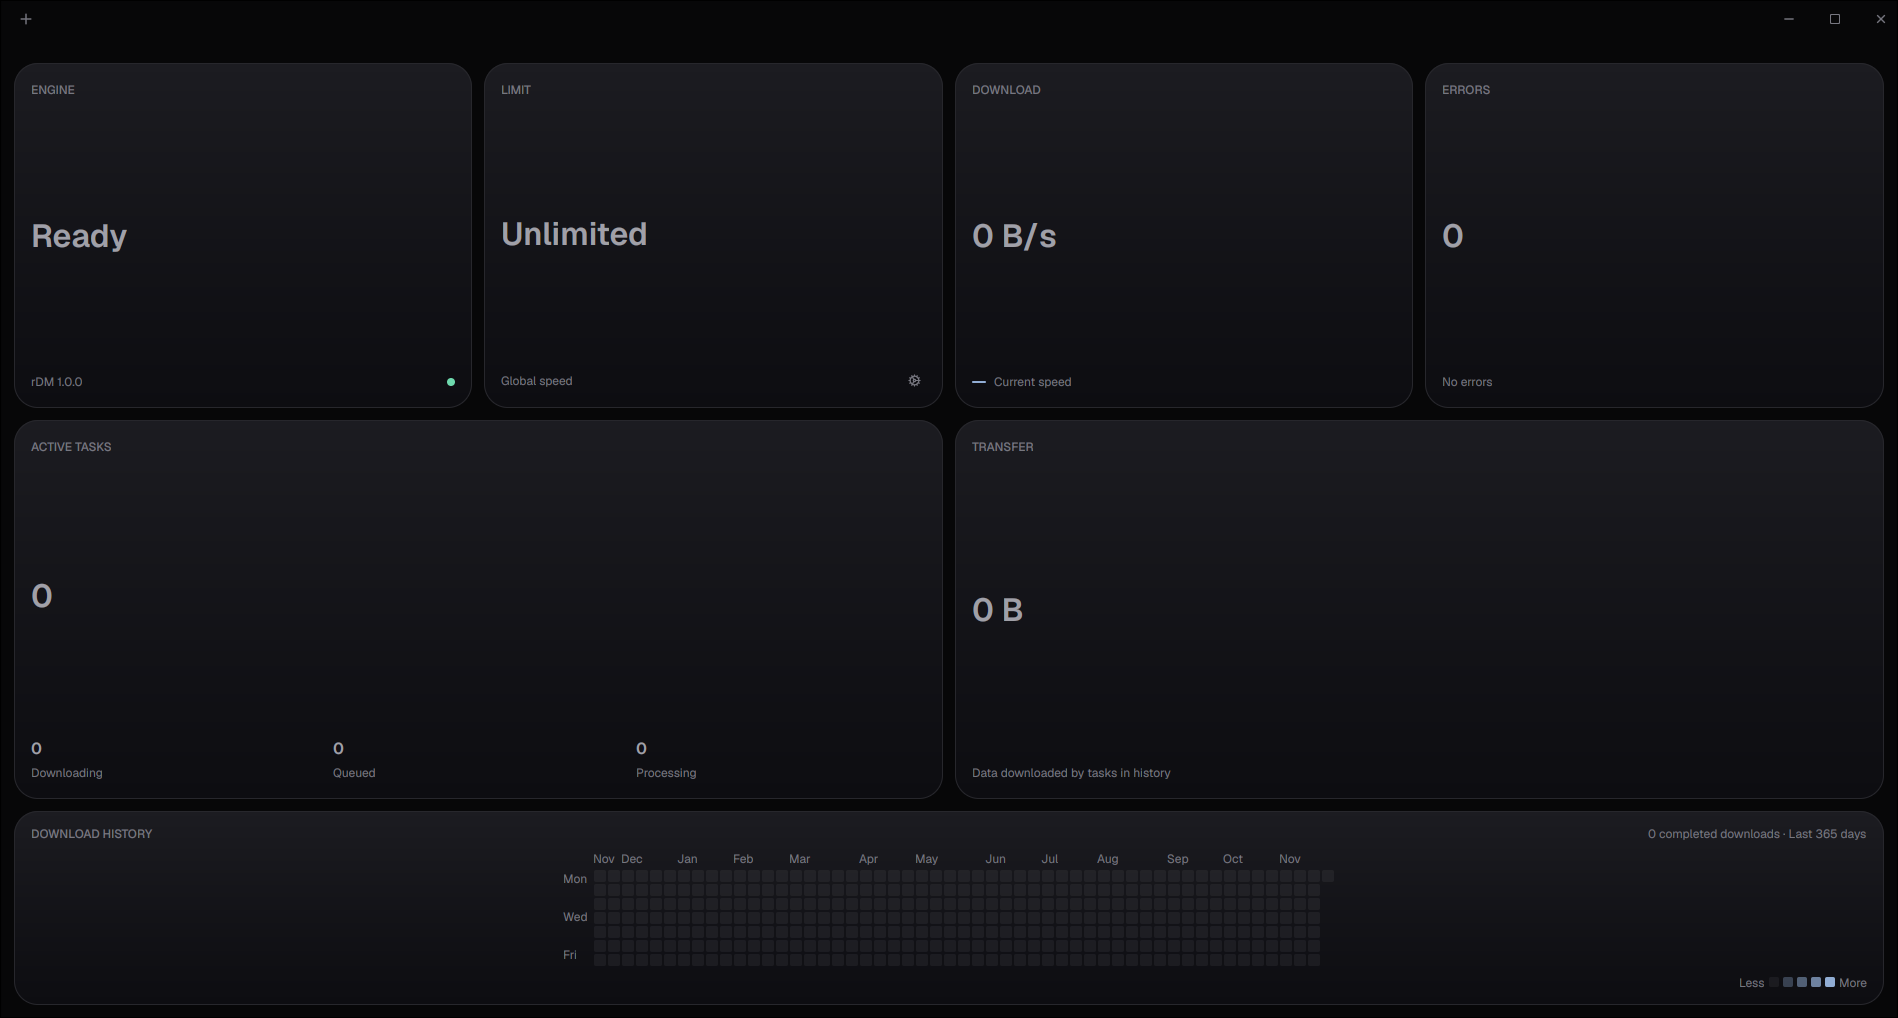 ENGINE
LIMIT
DOWNLOAD
ERRORS
Ready
Unlimited
0 B/s
0
rDM 1.0.0
Global speed
Current speed
No errors
ACTIVE TASKS
TRANSFER
0
0 B
0
0
0
Downloading
Queued
Processing
Data downloaded by tasks in history
DOWNLOAD HISTORY
0 completed downloads · Last 365 days
Nov Dec Jan Feb Mar Apr May Jun Jul Aug Sep Oct Nov
Mon
Wed
Fri
Less
More